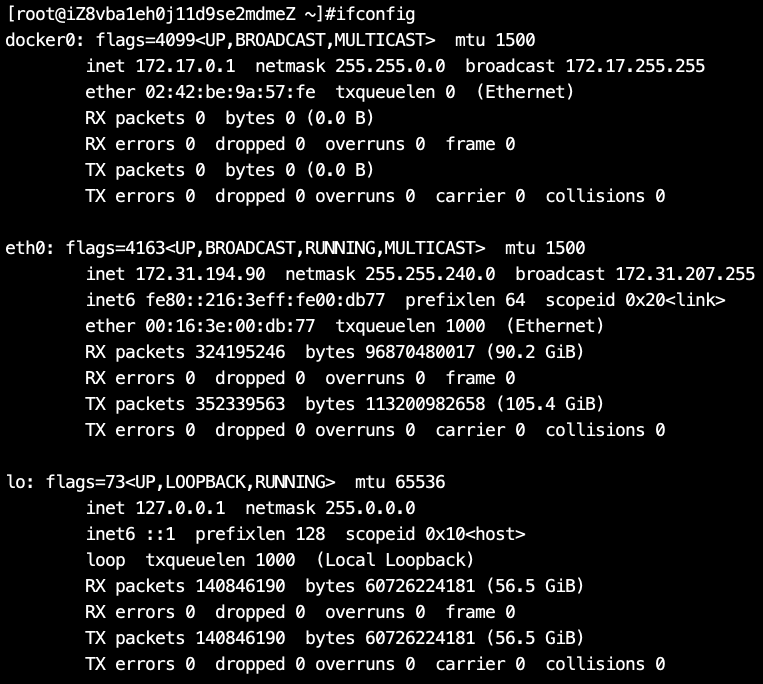 [root@iZ8vba1eh0j11d9se2mdmeZ ~]#ifconfig
docker0: flags=4099<UP,BROADCAST,MULTICAST>  mtu 1500
        inet 172.17.0.1  netmask 255.255.0.0  broadcast 172.17.255.255
        ether 02:42:be:9a:57:fe  txqueuelen 0  (Ethernet)
        RX packets 0  bytes 0 (0.0 B)
        RX errors 0  dropped 0  overruns 0  frame 0
        TX packets 0  bytes 0 (0.0 B)
        TX errors 0  dropped 0 overruns 0  carrier 0  collisions 0

eth0: flags=4163<UP,BROADCAST,RUNNING,MULTICAST>  mtu 1500
        inet 172.31.194.90  netmask 255.255.240.0  broadcast 172.31.207.255
        inet6 fe80::216:3eff:fe00:db77  prefixlen 64  scopeid 0x20<link>
        ether 00:16:3e:00:db:77  txqueuelen 1000  (Ethernet)
        RX packets 324195246  bytes 96870480017 (90.2 GiB)
        RX errors 0  dropped 0  overruns 0  frame 0
        TX packets 352339563  bytes 113200982658 (105.4 GiB)
        TX errors 0  dropped 0 overruns 0  carrier 0  collisions 0

lo: flags=73<UP,LOOPBACK,RUNNING>  mtu 65536
        inet 127.0.0.1  netmask 255.0.0.0
        inet6 ::1  prefixlen 128  scopeid 0x10<host>
        loop  txqueuelen 1000  (Local Loopback)
        RX packets 140846190  bytes 60726224181 (56.5 GiB)
        RX errors 0  dropped 0  overruns 0  frame 0
        TX packets 140846190  bytes 60726224181 (56.5 GiB)
        TX errors 0  dropped 0 overruns 0  carrier 0  collisions 0